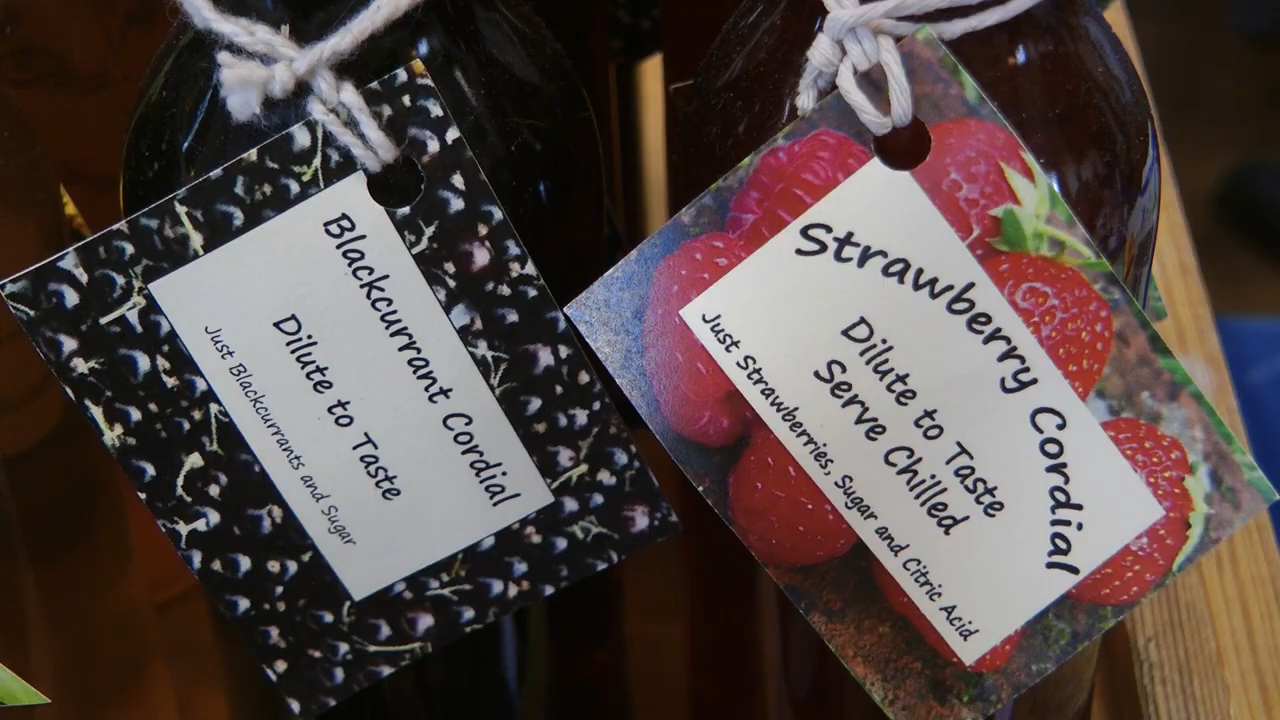 Blackcurrant Cordial
Dilute to Taste
Just Blackcurrants and Sugar
Strawberry Cordial
Dilute to Taste
Serve Chilled
Just Strawberries, Sugar and Citric Acid